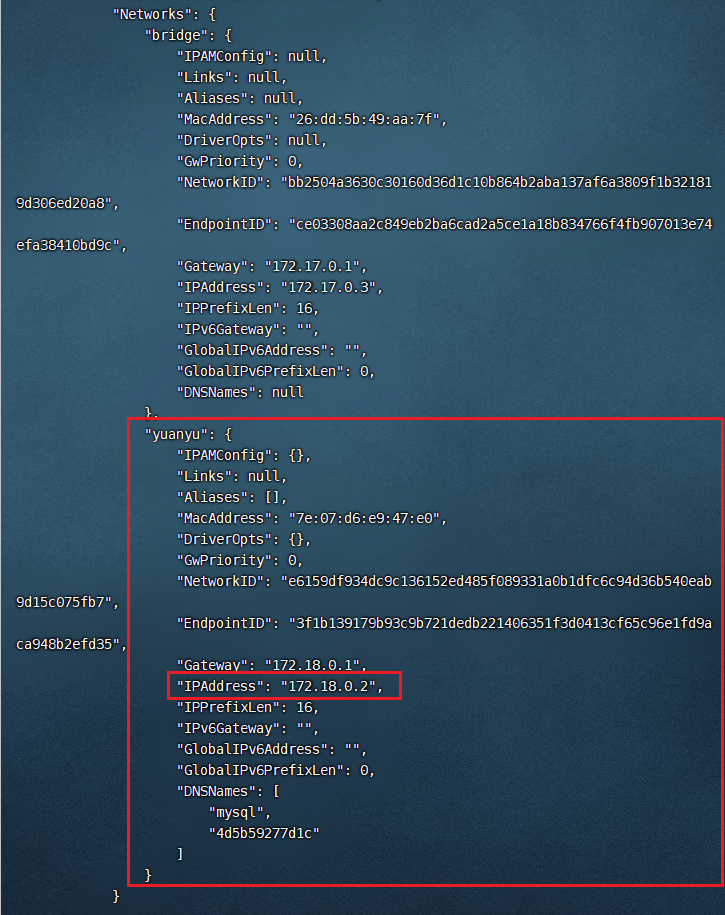 "Networks": {
"bridge": {
"IPAMConfig": null,
"Links": null,
"Aliases": null,
"MacAddress": "26:dd:5b:49:aa:7f",
"DriverOpts": null,
"GwPriority": 0,
"NetworkID": "bb2504a3630c30160d36d1c10b864b2aba137af6a3809f1b32181
9d306ed20a8",
"EndpointID": "ce03308aa2c849eb2ba6cad2a5ce1a18b834766f4fb907013e74
efa38410bd9c",
"Gateway": "172.17.0.1",
"IPAddress": "172.17.0.3",
"IPPrefixLen": 16,
"IPv6Gateway": "",
"GlobalIPv6Address": "",
"GlobalIPv6PrefixLen": 0,
"DNSNames": null
},
"yuanyu": {
"IPAMConfig": {},
"Links": null,
"Aliases": [],
"MacAddress": "7e:07:d6:e9:47:e0",
"DriverOpts": {},
"GwPriority": 0,
"NetworkID": "e6159df934dc9c136152ed485f089331a0b1dfc6c94d36b540eab
9d15c075fb7",
"EndpointID": "3f1b139179b93c9b721dedb221406351f3d0413cf65c96e1fd9a
ca948b2efd35",
"Gateway": "172.18.0.1",
"IPAddress": "172.18.0.2",
"IPPrefixLen": 16,
"IPv6Gateway": "",
"GlobalIPv6Address": "",
"GlobalIPv6PrefixLen": 0,
"DNSNames": [
"mysql",
"4d5b59277d1c"
]
}
}